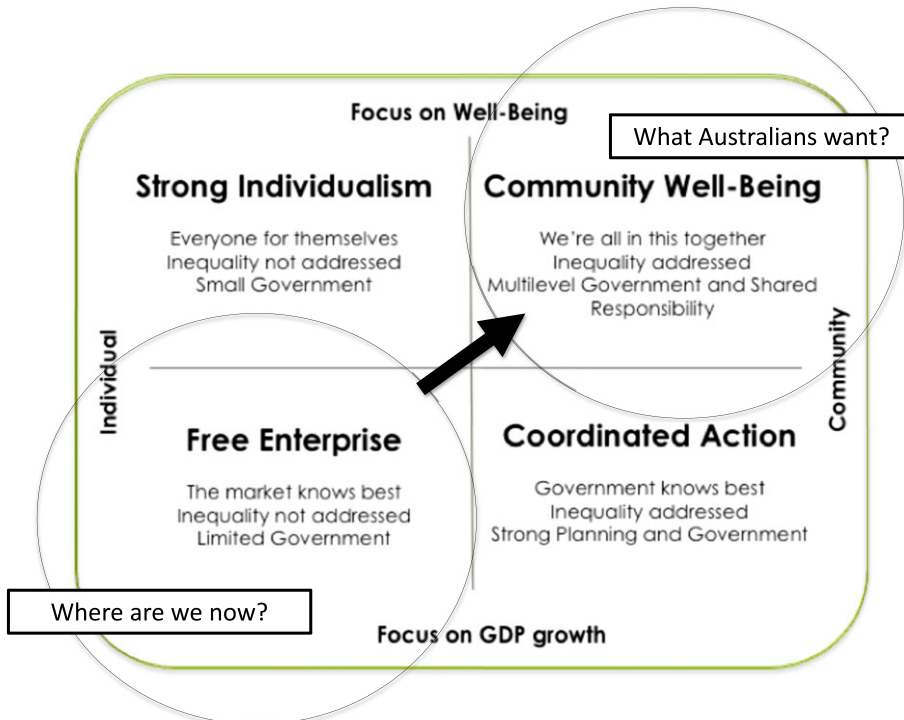 Focus on Well-Being
What Australians want?
Strong Individualism
Everyone for themselves
Inequality not addressed
Small Government
Community Well-Being
We're all in this together
Inequality addressed
Multilevel Government and Shared
Responsibility
Individual
Community
Free Enterprise
The market knows best
Inequality not addressed
Limited Government
Coordinated Action
Government knows best
Inequality addressed
Strong Planning and Government
Where are we now?
Focus on GDP growth